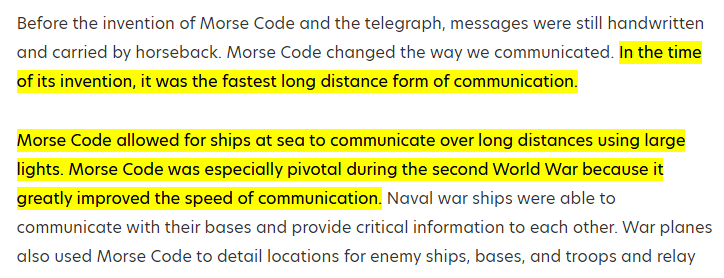 Before the invention of Morse Code and the telegraph, messages were still handwritten
and carried by horseback. Morse Code changed the way we communicated. In the time
of its invention, it was the fastest long distance form of communication.
Morse Code allowed for ships at sea to communicate over long distances using large
lights. Morse Code was especially pivotal during the second World War because it
greatly improved the speed of communication. Naval war ships were able to
communicate with their bases and provide critical information to each other. War planes
also used Morse Code to detail locations for enemy ships, bases, and troops and relay